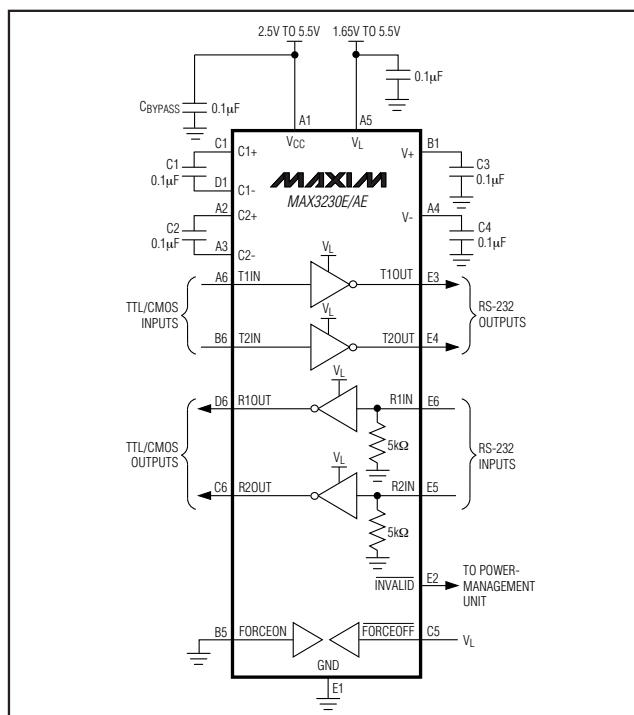 2.5V TO 5.5V 1.65V TO 5.5V
0.1µF
CBYPASS 0.1µF
A1 A5
VCC VL
C1 C1+ V+ B1
C1 0.1µF C3 0.1µF
D1 C1-
MAXIM
MAX3230E/AE
A2 C2+ V- A4
C2 0.1µF C4 0.1µF
A3 C2-
VL
A6 T1IN T1OUT E3
TTL/CMOS INPUTS RS-232 OUTPUTS
VL
B6 T2IN T2OUT E4
VL
D6 R1OUT R1IN E6
5kΩ
TTL/CMOS OUTPUTS RS-232 INPUTS
VL
C6 R2OUT R2IN E5
5kΩ
INVALID E2 TO POWER-
MANAGEMENT
UNIT
B5 FORCEON FORCEOFF C5 VL
GND
E1